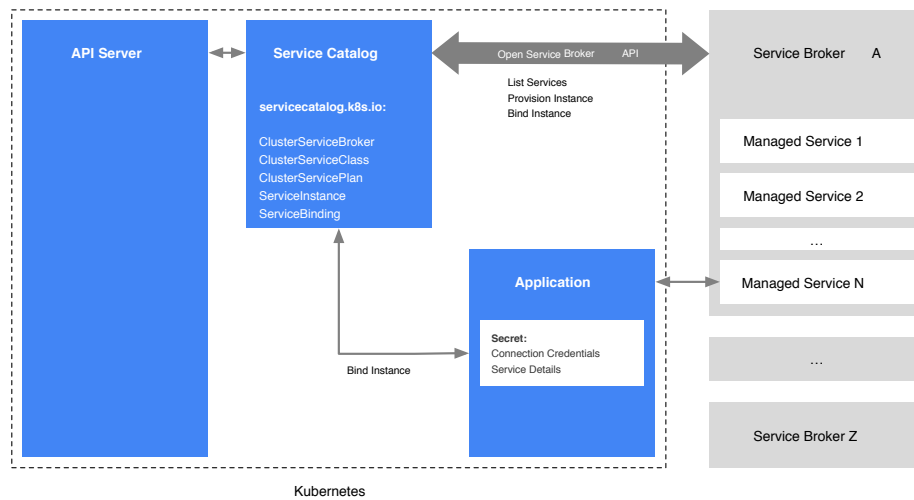 API Server
Service Catalog
servicecatalog.k8s.io:
ClusterServiceBroker
ClusterServiceClass
ClusterServicePlan
ServiceInstance
ServiceBinding
Open Service Broker API
List Services
Provision Instance
Bind Instance
Service Broker A
Managed Service 1
Managed Service 2
...
Managed Service N
Application
Secret:
Connection Credentials
Service Details
Bind Instance
...
Service Broker Z
Kubernetes